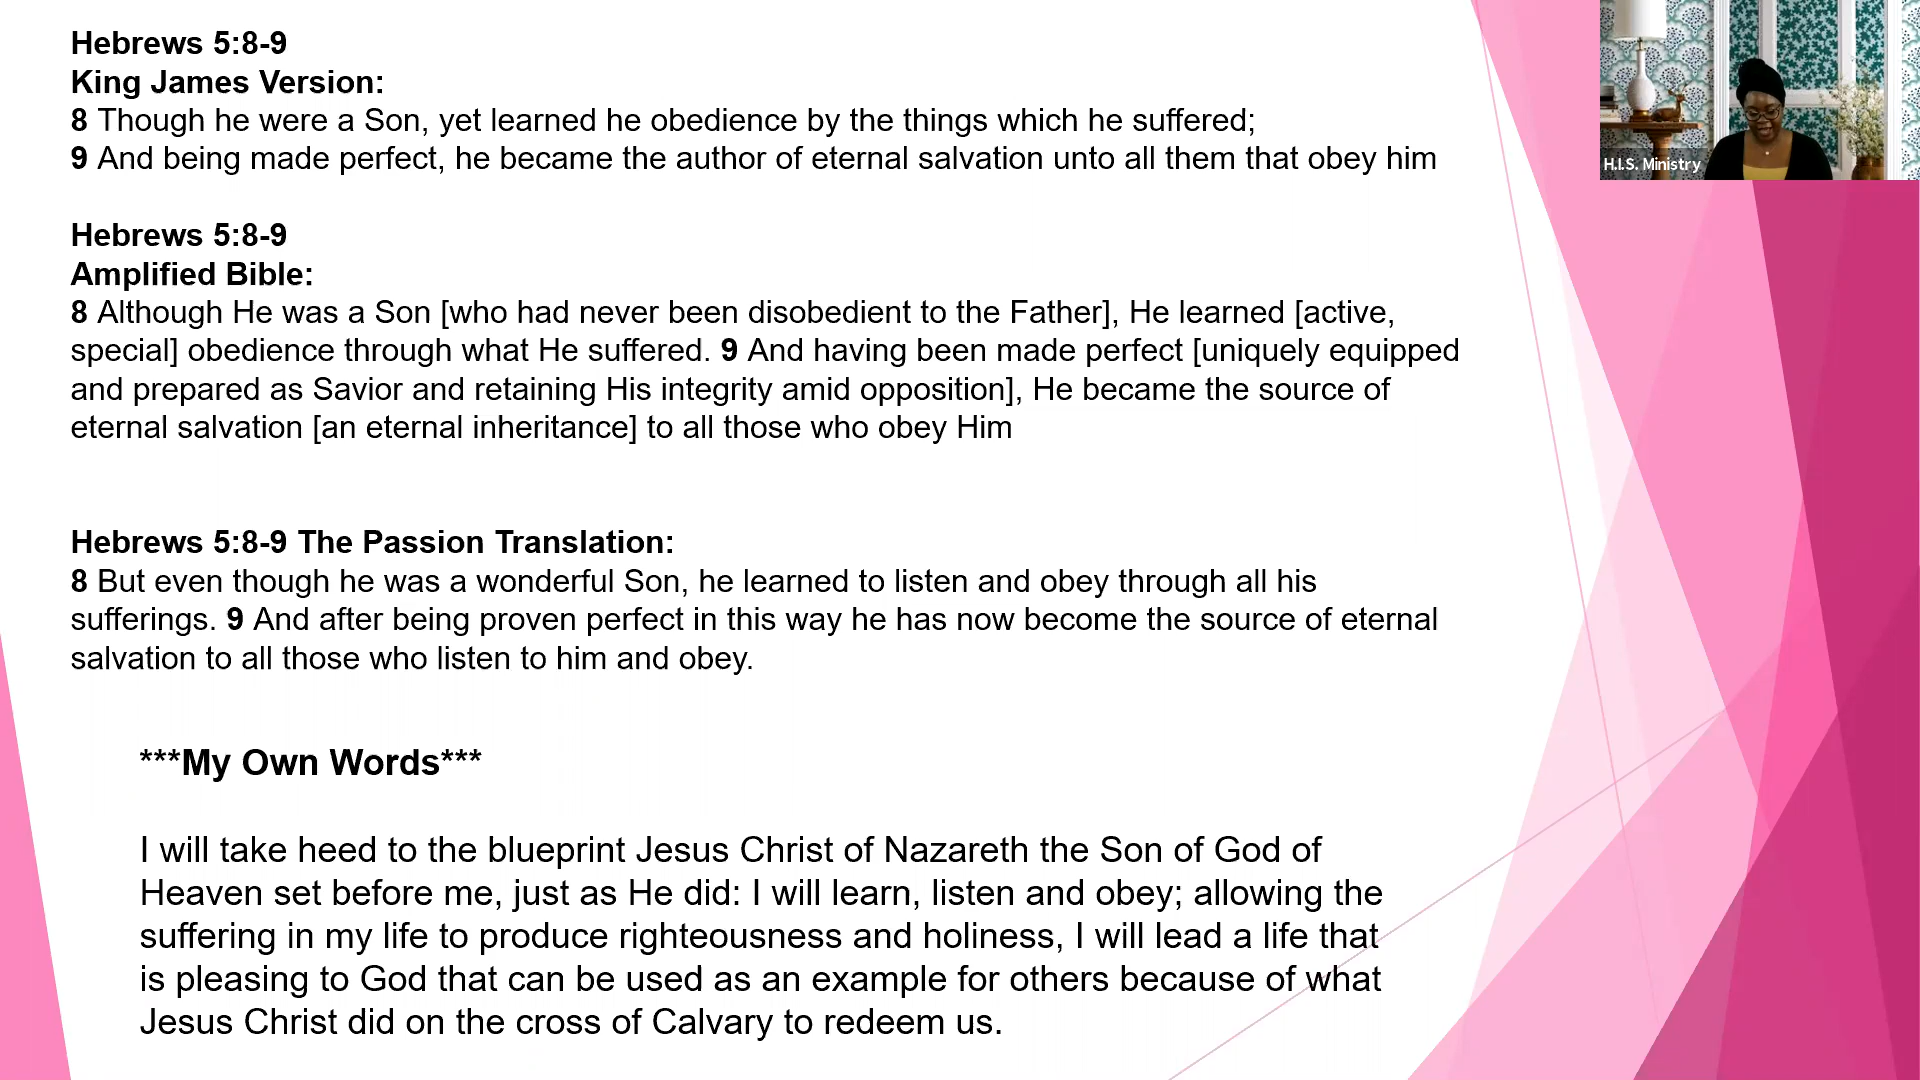 Hebrews 5:8-9
King James Version:
8 Though he were a Son, yet learned he obedience by the things which he suffered;
9 And being made perfect, he became the author of eternal salvation unto all them that obey him
H.I.S. Ministry
Hebrews 5:8-9
Amplified Bible:
8 Although He was a Son [who had never been disobedient to the Father], He learned [active,
special] obedience through what He suffered. 9 And having been made perfect [uniquely equipped
and prepared as Savior and retaining His integrity amid opposition], He became the source of
eternal salvation [an eternal inheritance] to all those who obey Him
Hebrews 5:8-9 The Passion Translation:
8 But even though he was a wonderful Son, he learned to listen and obey through all his
sufferings. 9 And after being proven perfect in this way he has now become the source of eternal
salvation to all those who listen to him and obey.
***My Own Words***
I will take heed to the blueprint Jesus Christ of Nazareth the Son of God of
Heaven set before me, just as He did: I will learn, listen and obey; allowing the
suffering in my life to produce righteousness and holiness, I will lead a life that
is pleasing to God that can be used as an example for others because of what
Jesus Christ did on the cross of Calvary to redeem us.